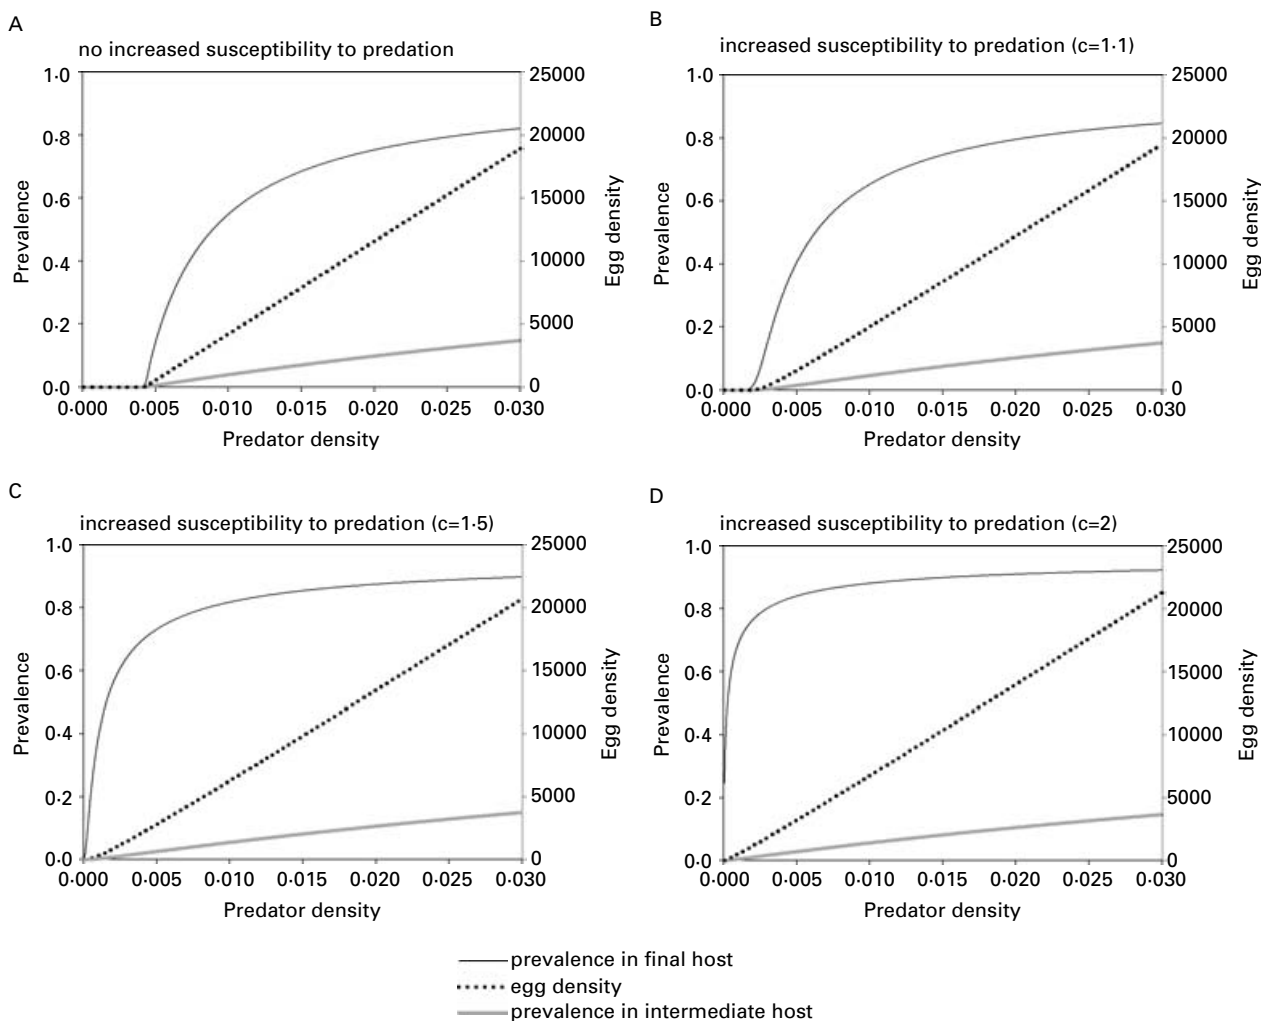 A
no increased susceptibility to predation
1·0
0·8
0·6
0·4
0·2
0·0
Prevalence
25000
20000
15000
10000
5000
0
Egg density
0·000 0·005 0·010 0·015 0·020 0·025 0·030
Predator density
B
increased susceptibility to predation (c=1·1)
1·0
0·8
0·6
0·4
0·2
0·0
Prevalence
25000
20000
15000
10000
5000
0
Egg density
0·000 0·005 0·010 0·015 0·020 0·025 0·030
Predator density
C
increased susceptibility to predation (c=1·5)
1·0
0·8
0·6
0·4
0·2
0·0
Prevalence
25000
20000
15000
10000
5000
0
Egg density
0·000 0·005 0·010 0·015 0·020 0·025 0·030
Predator density
D
increased susceptibility to predation (c=2)
1·0
0·8
0·6
0·4
0·2
0·0
Prevalence
25000
20000
15000
10000
5000
0
Egg density
0·000 0·005 0·010 0·015 0·020 0·025 0·030
Predator density
prevalence in final host
egg density
prevalence in intermediate host